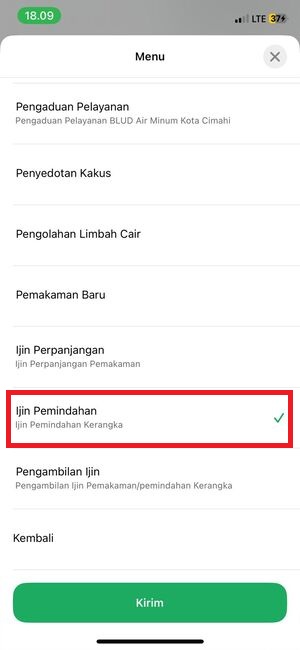 18.09
LTE 37
Menu
Pengaduan Pelayanan
Pengaduan Pelayanan BLUD Air Minum Kota Cimahi
Penyedotan Kakus
Pengolahan Limbah Cair
Pemakaman Baru
Ijin Perpanjangan
Ijin Perpanjangan Pemakaman
Ijin Pemindahan
Ijin Pemindahan Kerangka
Pengambilan Ijin
Pengambilan Ijin Pemakaman/pemindahan Kerangka
Kembali
Kirim